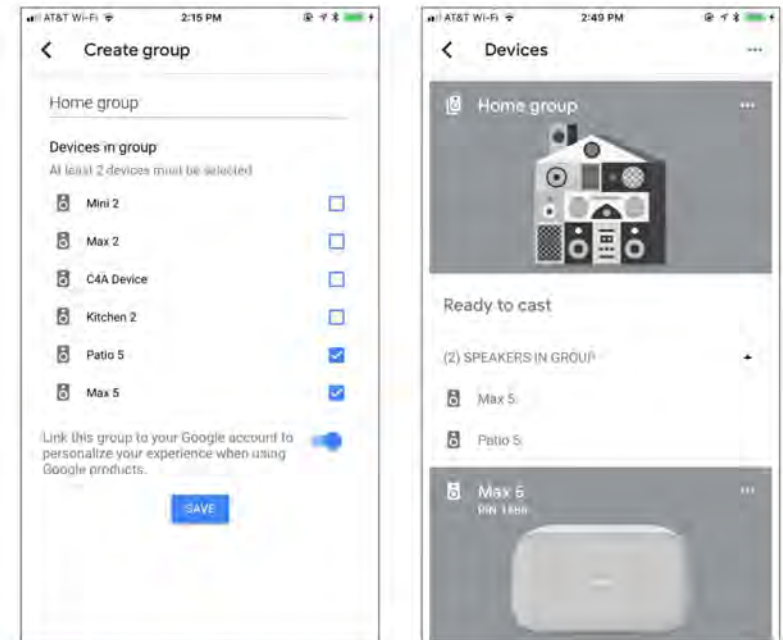 AT&T Wi-Fi 2:15 PM
Create group
Home group
Devices in group
At least 2 devices must be selected
Mini 2
Max 2
C4A Device
Kitchen 2
Patio 5
Max 5
Link this group to your Google account to
personalize your experience when using
Google products.
SAVE
AT&T Wi-Fi 2:49 PM
Devices
Home group
Ready to cast
(2) SPEAKERS IN GROUP
Max 5
Patio 5
Max 5
PIN